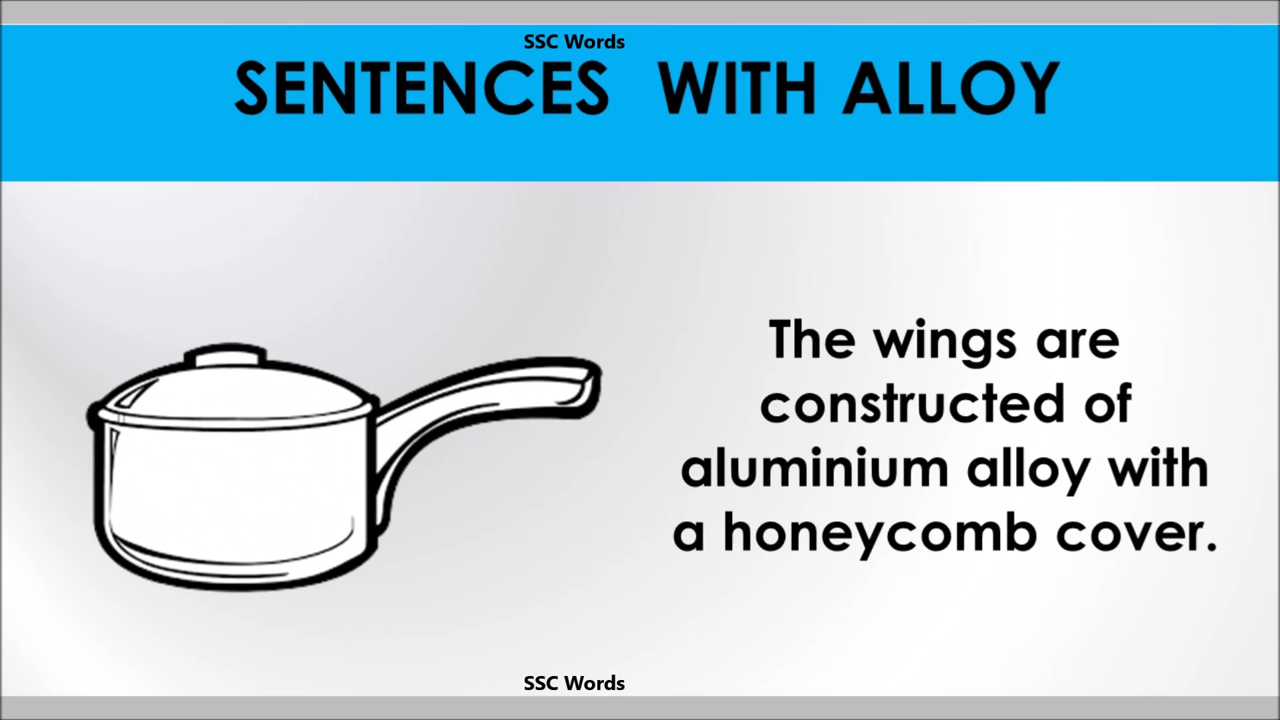 SSC Words
SENTENCES WITH ALLOY
The wings are
constructed of
aluminium alloy with
a honeycomb cover.
SSC Words